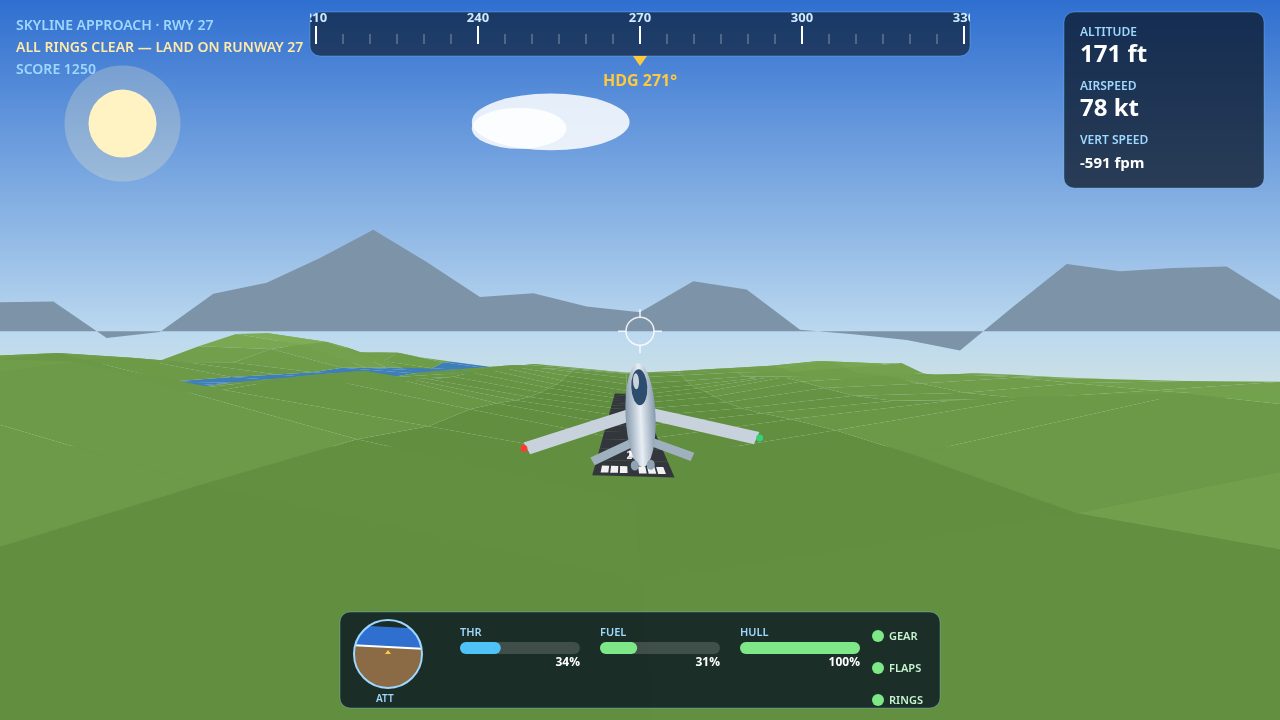 SKYLINE APPROACH · RWY 27
ALL RINGS CLEAR — LAND ON RUNWAY 27
SCORE 1250
240 270 300
HDG 271°
ALTITUDE
171 ft
AIRSPEED
78 kt
VERT SPEED
-591 fpm
ATT
THR
34%
FUEL
31%
HULL
100%
GEAR
FLAPS
RINGS